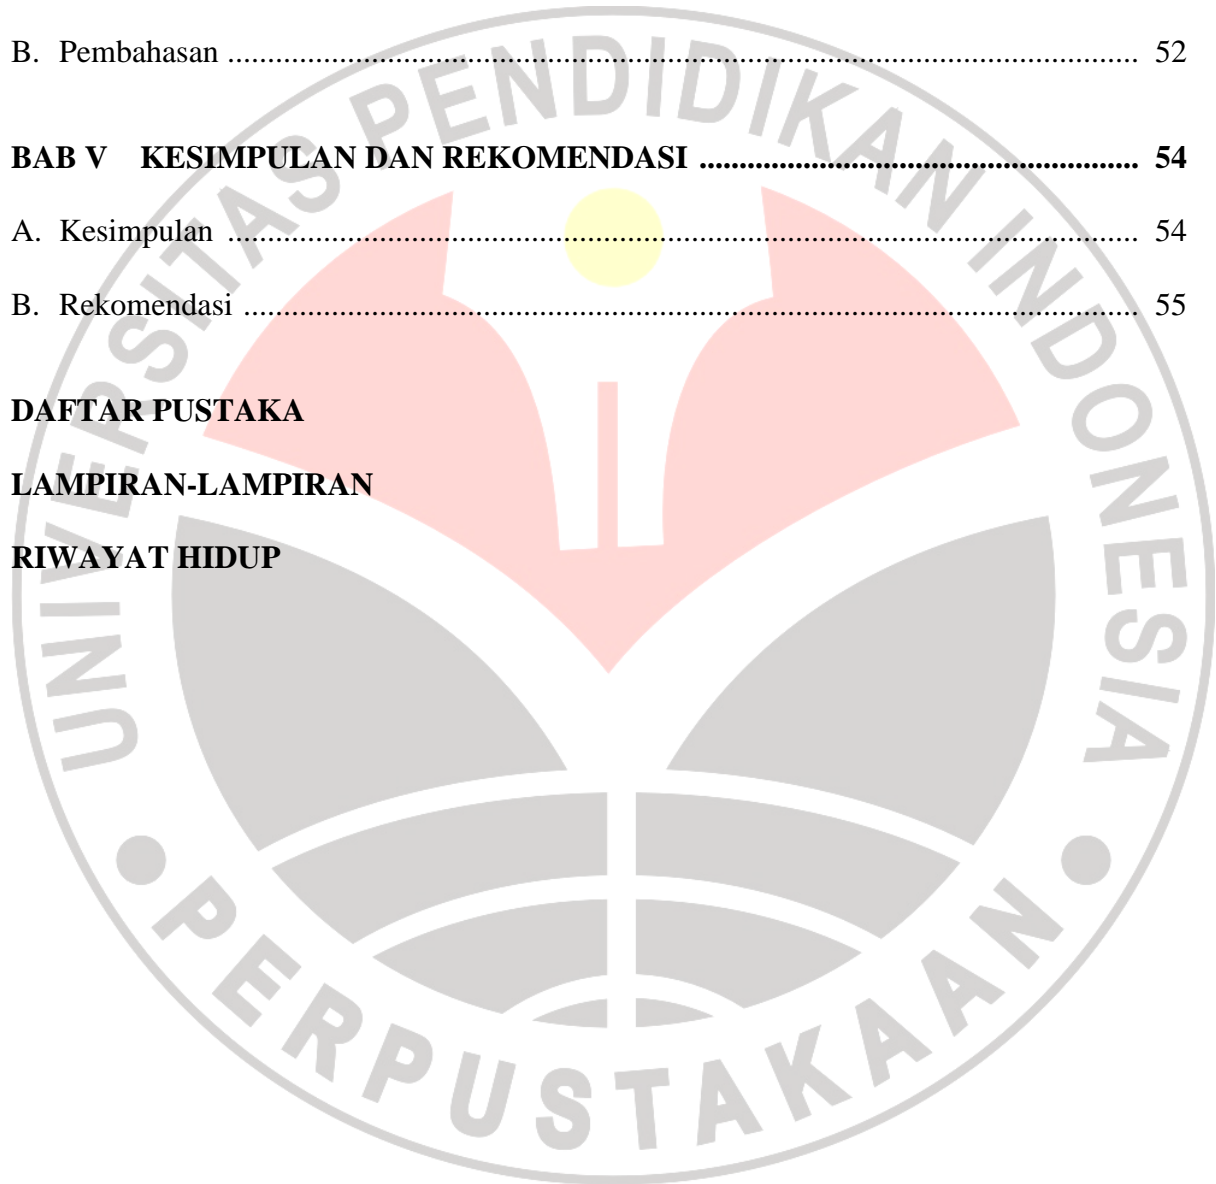 B. Pembahasan ................................................................................................................. 52
BAB V KESIMPULAN DAN REKOMENDASI ....................................................... 54
A. Kesimpulan ................................................................................................................. 54
B. Rekomendasi ............................................................................................................... 55
DAFTAR PUSTAKA
LAMPIRAN-LAMPIRAN
RIWAYAT HIDUP
UNIVERSITAS PENDIDIKAN INDONESIA
PERPUSTAKAAN